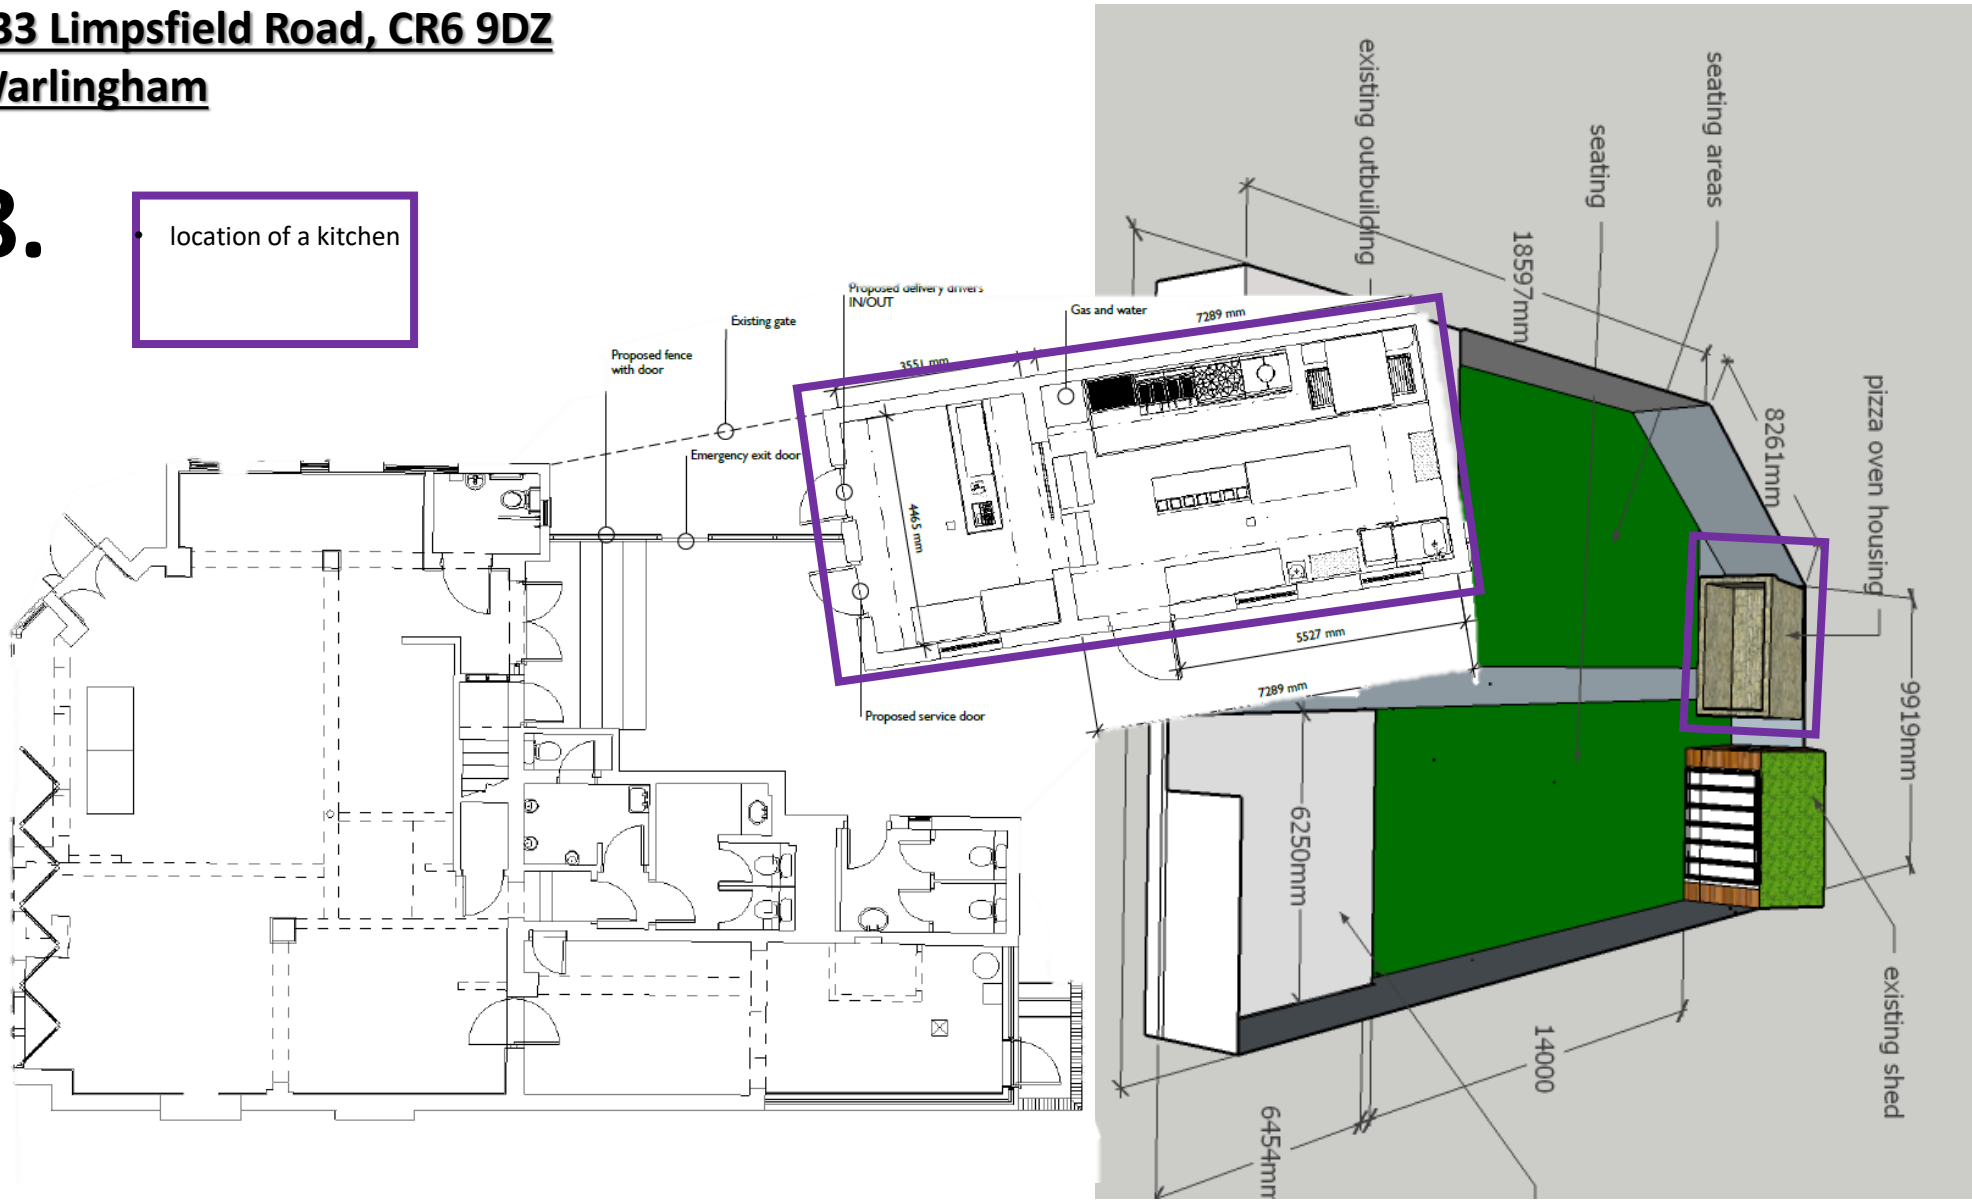 33 Limpsfield Road, CR6 9DZ
Warlingham
3.
• location of a kitchen
Proposed delivery drivers
IN/OUT
Existing gate
Gas and water
7289 mm
Proposed fence
with door
3551 mm
Emergency exit door
4465 mm
5527 mm
7289 mm
Proposed service door
existing outbuilding
seating
seating areas
18597mm
8261mm
pizza oven housing
9919mm
6250mm
14000
existing shed
6454mm